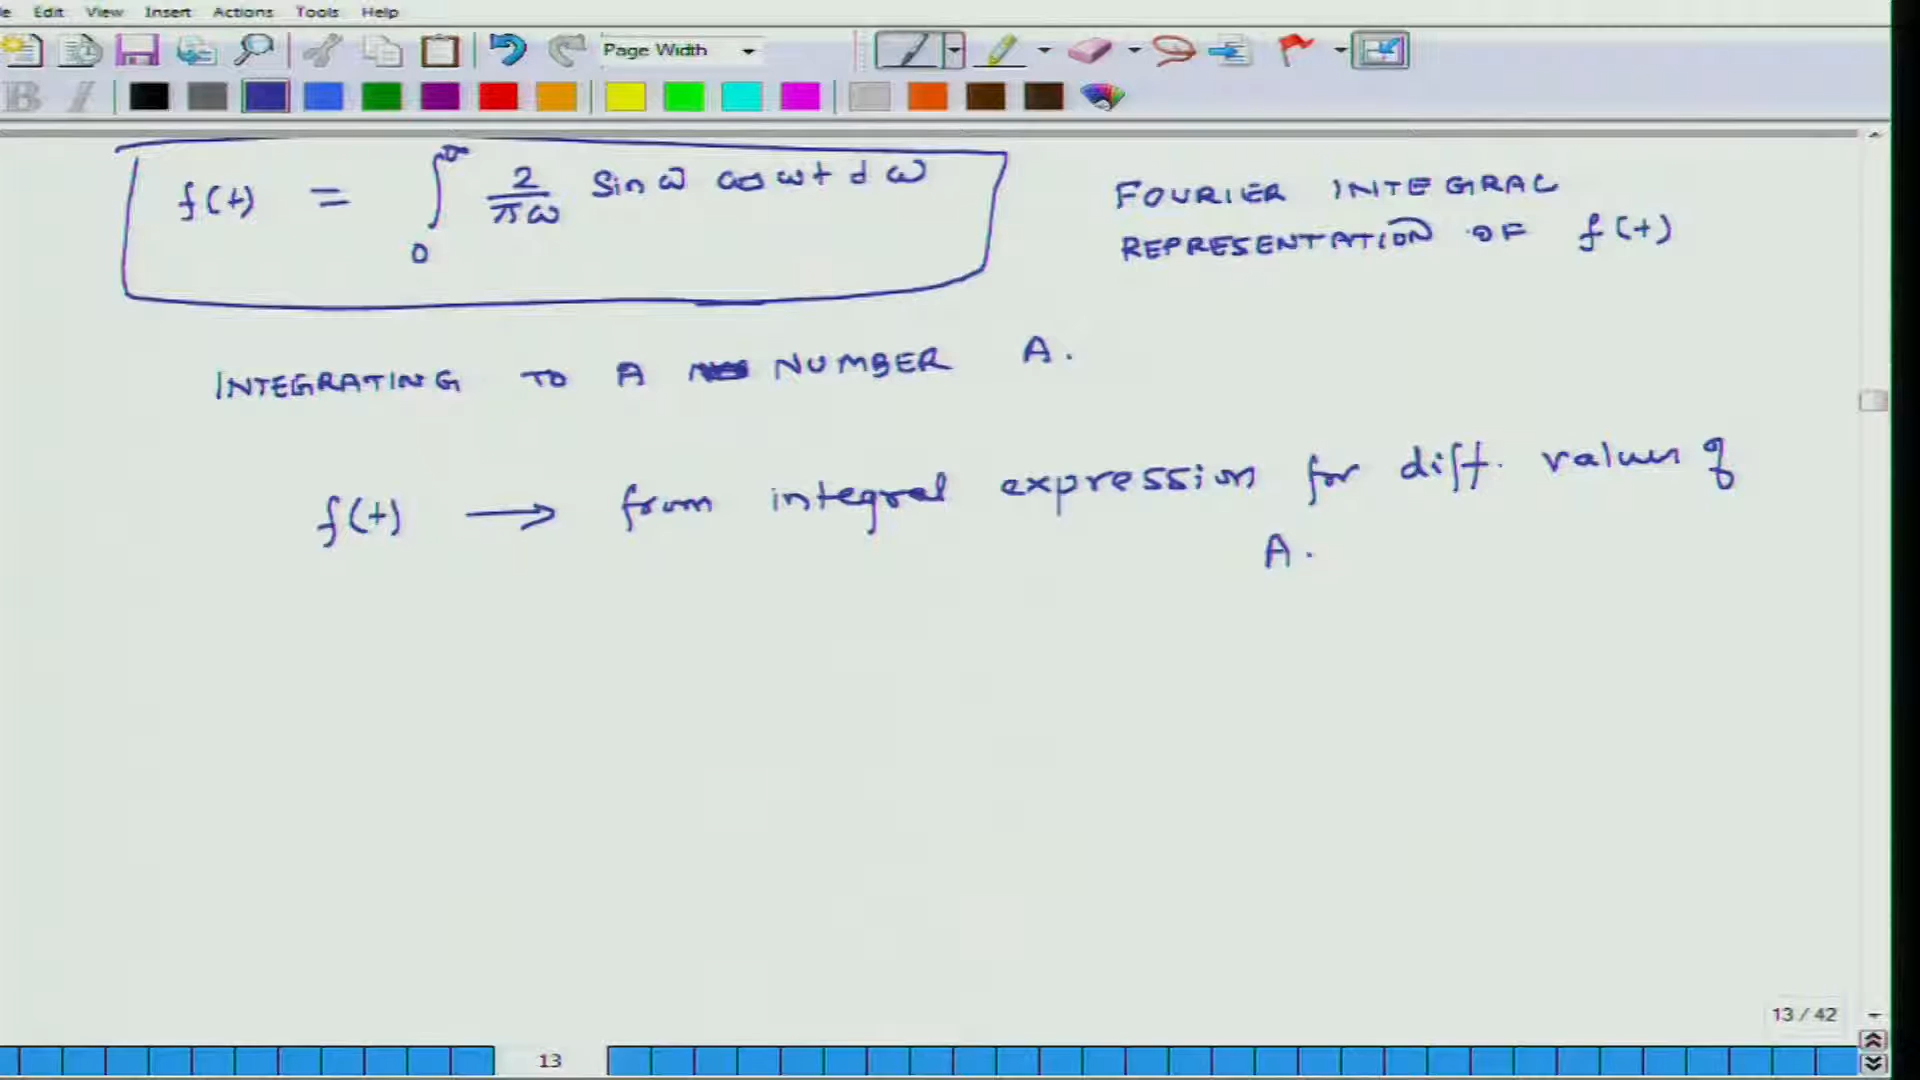 Edit View Insert Actions Tools Help
Page Width
f(t) = ∫₀^∞ 2/πω Sin ω cos ωt dω
FOURIER INTEGRAL
REPRESENTATION OF f(t)
INTEGRATING TO A NUMBER A.
f(t) → from integral expression for diff. values of
A.
13 / 42
13